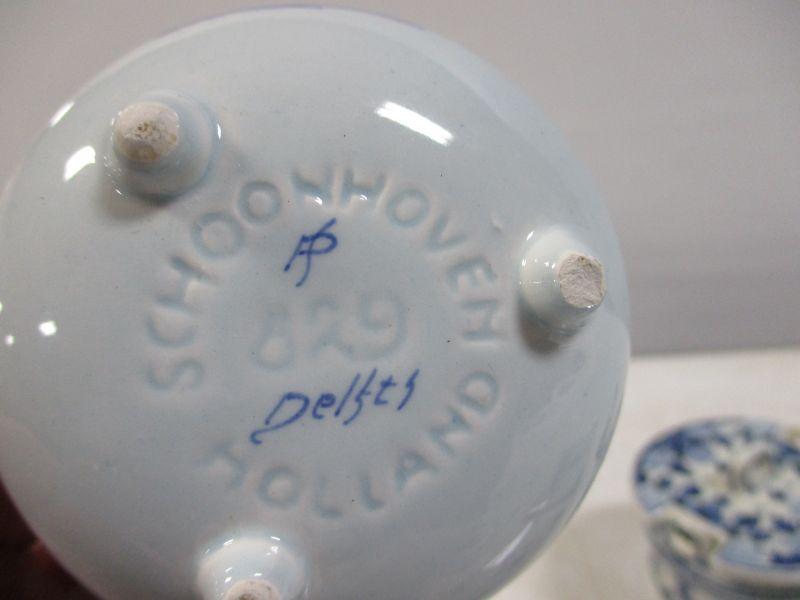 SCHOONHOVEN
AP
829
Delfts
HOLLAND